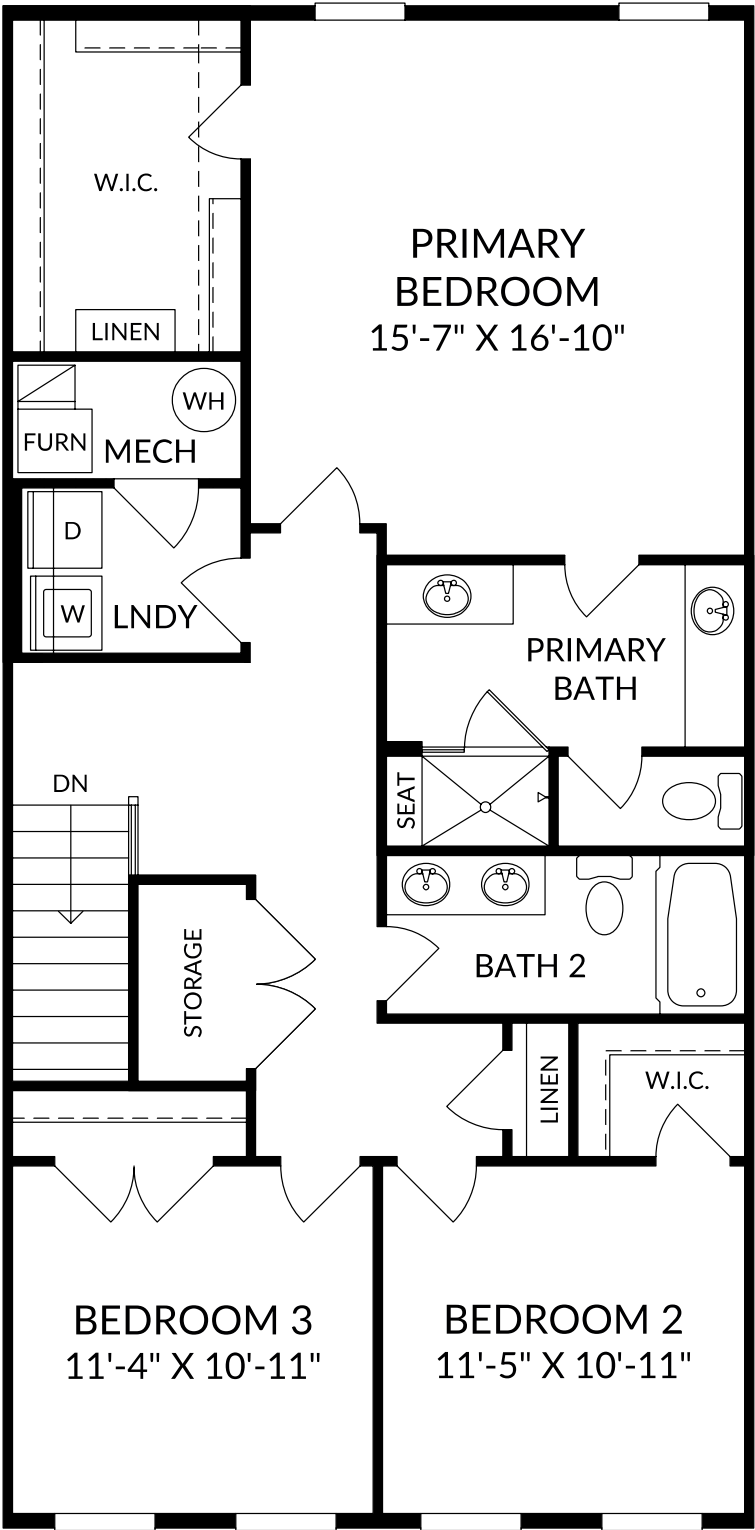 W.I.C.
PRIMARY
BEDROOM
15'-7" X 16'-10"
LINEN
WH
FURN
MECH
D
W
LNDY
PRIMARY
BATH
DN
SEAT
STORAGE
BATH 2
LINEN
W.I.C.
BEDROOM 3
11'-4" X 10'-11"
BEDROOM 2
11'-5" X 10'-11"